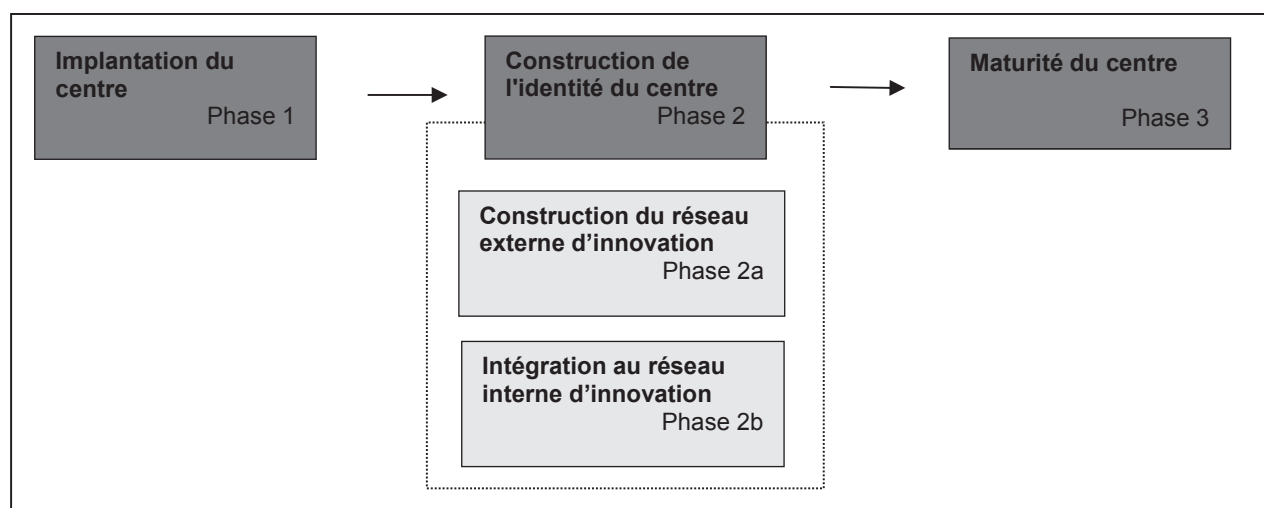 Implantation du
centre
Phase 1
Construction de
l'identité du centre
Phase 2
Maturité du centre
Phase 3
Construction du réseau
externe d’innovation
Phase 2a
Intégration au réseau
interne d’innovation
Phase 2b